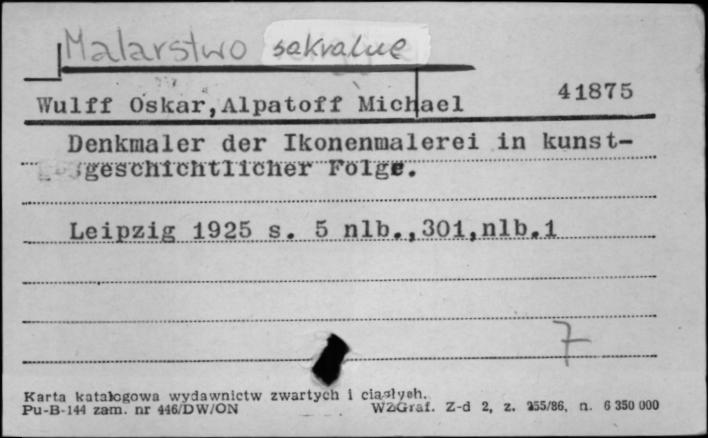 Malarstwo sakralne
Wulff Oskar,Alpatoff Michael 41875
Denkmaler der Ikonenmalerei in kunst-
geschichtlicher Folge.
Leipzig 1925 s. 5 nlb.,301,nlb.1
7
Karta katalogowa wydawnictw zwartych i ciągłych.
Pu-B-144 zam. nr 446/DW/ON WZGraf. Z-d 2, z. 255/86, n. 6 350 000